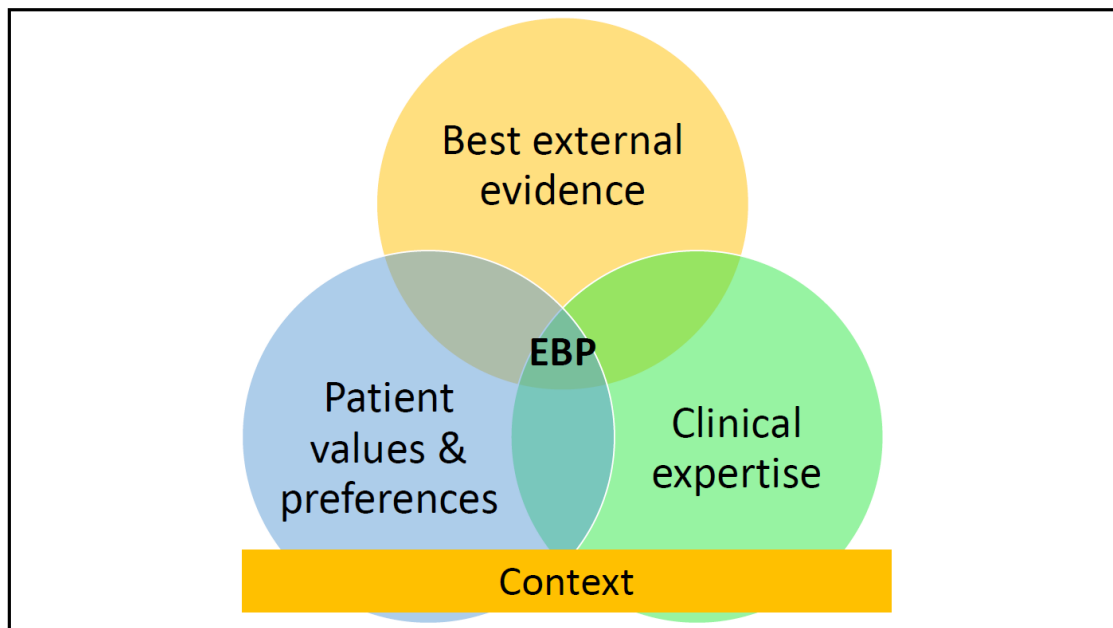 Best external
evidence
EBP
Patient
values &
preferences
Clinical
expertise
Context